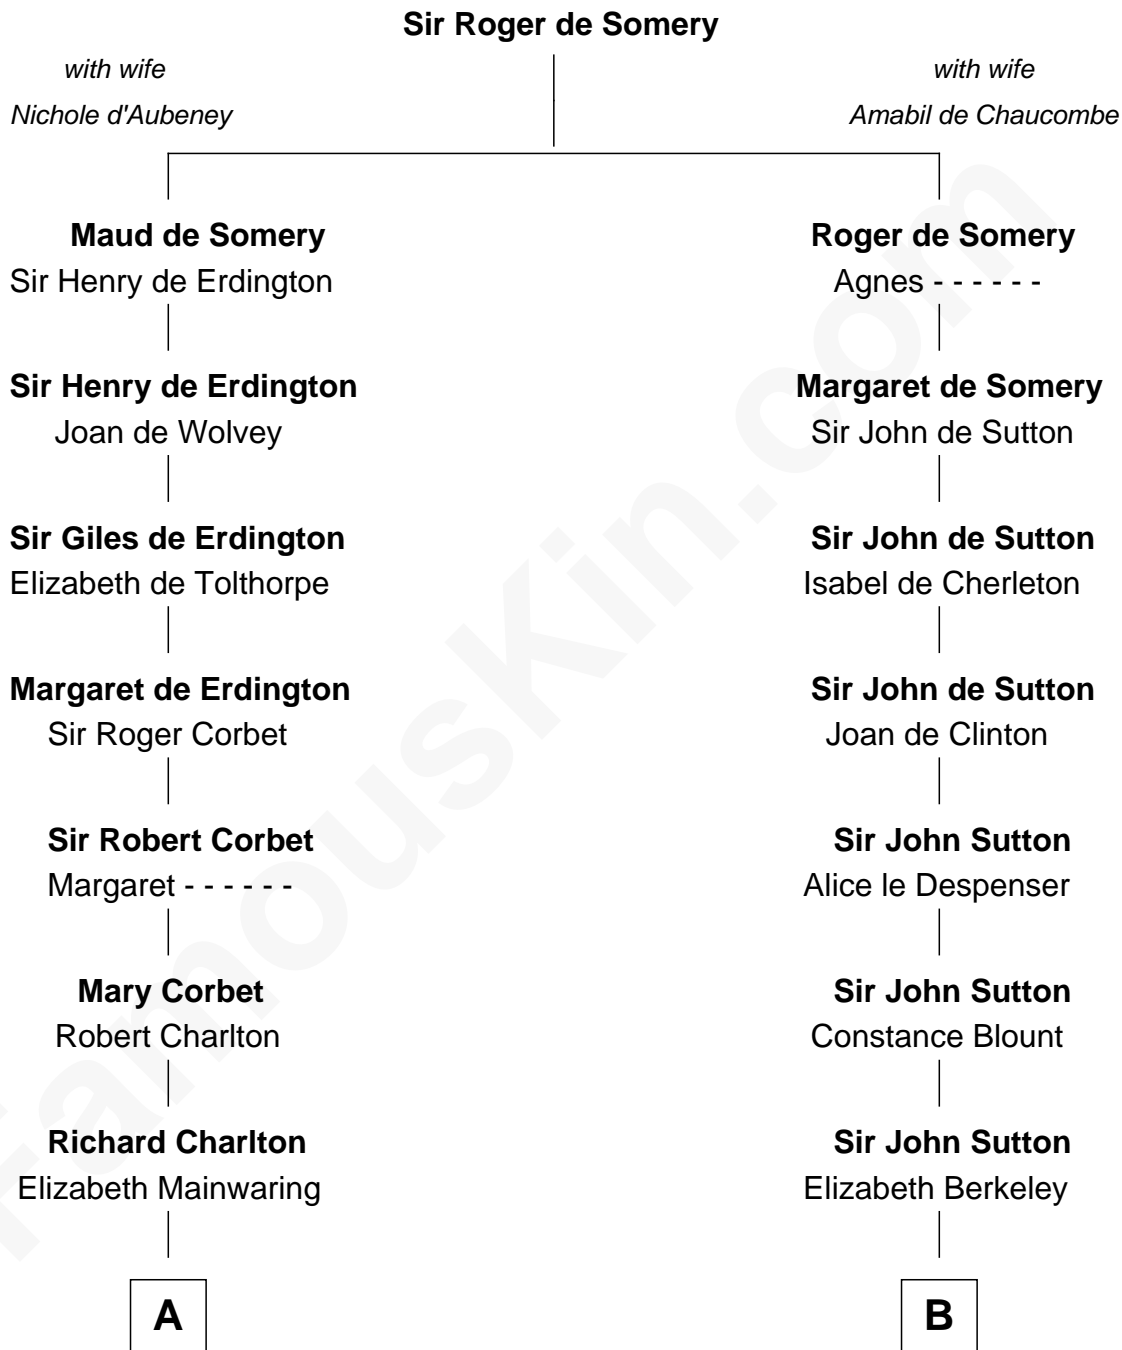 Sir Roger de Somery
with wife
Nichole d'Aubeney
with wife
Amabil de Chaucombe
Maud de Somery
Sir Henry de Erdington
Roger de Somery
Agnes - - - - - -
Sir Henry de Erdington
Joan de Wolvey
Margaret de Somery
Sir John de Sutton
Sir Giles de Erdington
Elizabeth de Tolthorpe
Sir John de Sutton
Isabel de Cherleton
Margaret de Erdington
Sir Roger Corbet
Sir John de Sutton
Joan de Clinton
Sir Robert Corbet
Margaret - - - - - -
Sir John Sutton
Alice le Despenser
Mary Corbet
Robert Charlton
Sir John Sutton
Constance Blount
Richard Charlton
Elizabeth Mainwaring
Sir John Sutton
Elizabeth Berkeley
A
B
FamousKin.com